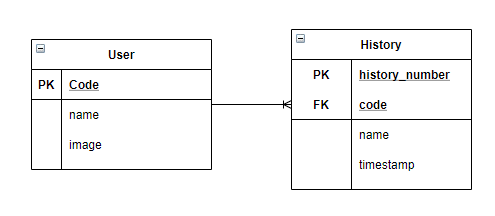 User
PK Code
name
image
History
PK history_number
FK code
name
timestamp